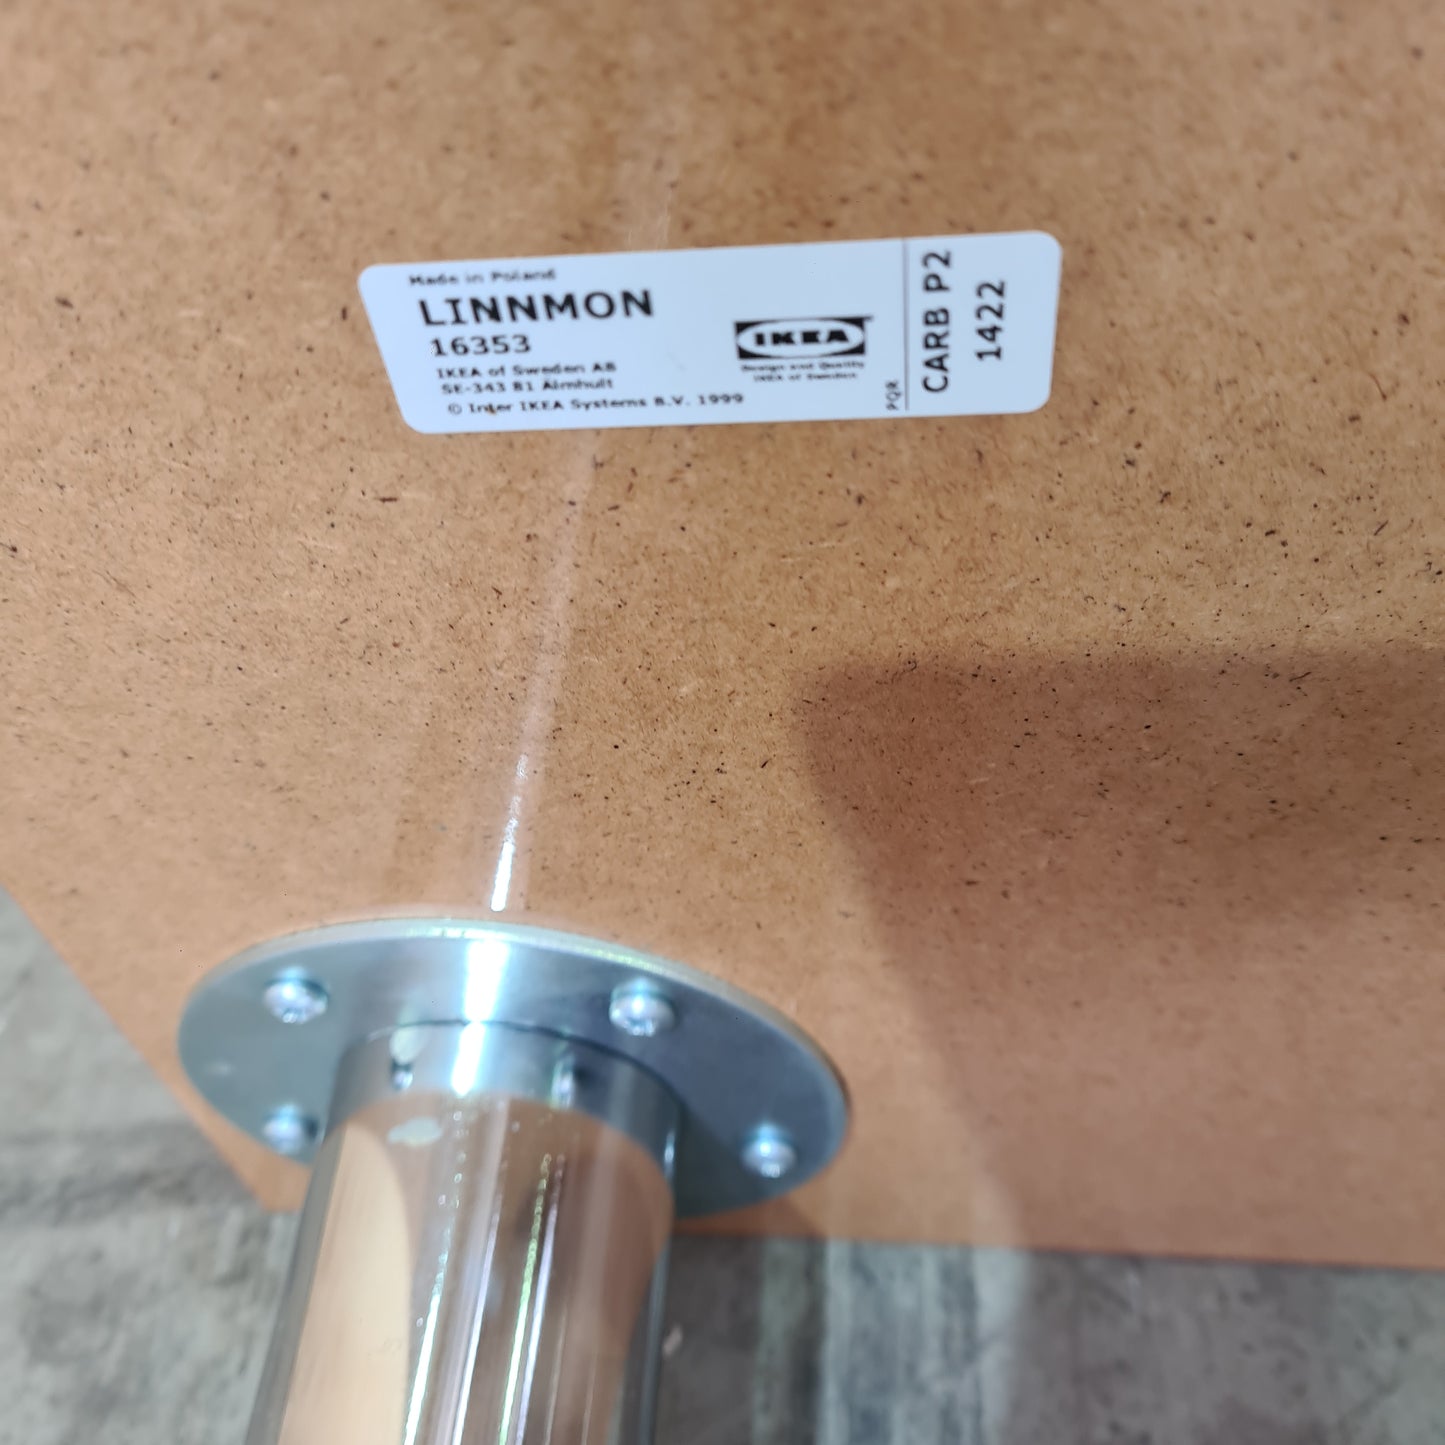 Made in Poland
LINNMON
16353
IKEA of Sweden AB
SE-343 81 Älmhult
© Inter IKEA Systems B.V. 1999
IKEA
Design and Quality
IKEA of Sweden
PQR
CARB P2
1422